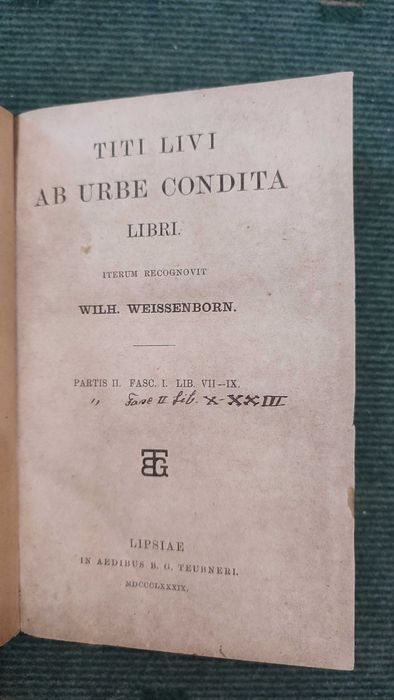 TITI LIVI
AB URBE CONDITA
LIBRI.
ITERUM RECOGNOVIT
WILH. WEISSENBORN.
PARTIS II. FASC. I. LIB. VII—IX.
„ Fasc II Lib. X-XXIII
BTG
LIPSIAE
IN AEDIBUS B. G. TEUBNERI.
MDCCCLXXXIX.